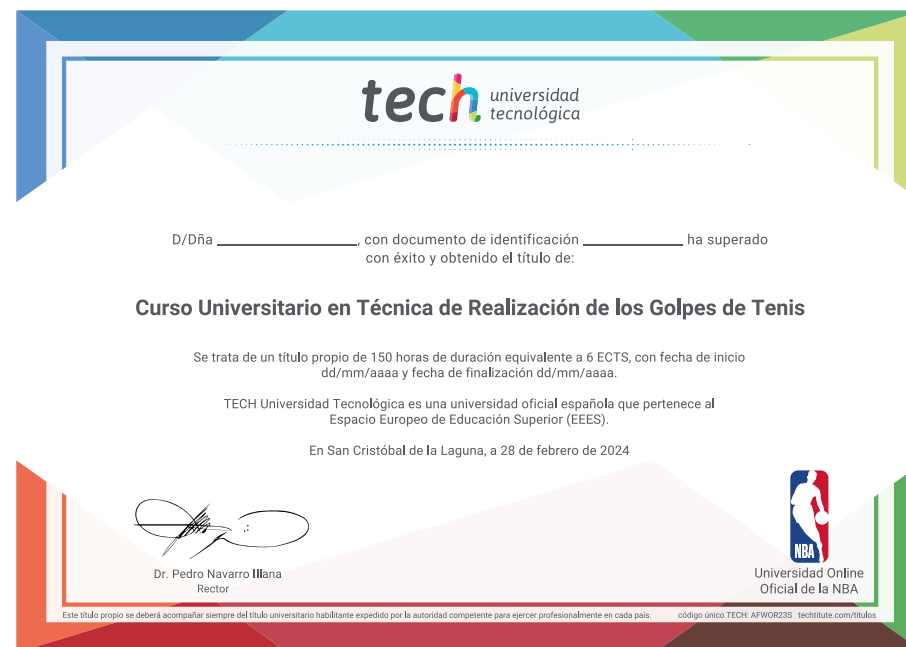 tech universidad
tecnológica
D/Dña ____________________, con documento de identificación ______________ ha superado
con éxito y obtenido el título de:
Curso Universitario en Técnica de Realización de los Golpes de Tenis
Se trata de un título propio de 150 horas de duración equivalente a 6 ECTS, con fecha de inicio
dd/mm/aaaa y fecha de finalización dd/mm/aaaa.
TECH Universidad Tecnológica es una universidad oficial española que pertenece al
Espacio Europeo de Educación Superior (EEES).
En San Cristóbal de la Laguna, a 28 de febrero de 2024
Dr. Pedro Navarro Illana
Rector
NBA
Universidad Online
Oficial de la NBA
Este título propio se deberá acompañar siempre del título universitario habilitante expedido por la autoridad competente para ejercer profesionalmente en cada país.
código único TECH: AFWOR23S techtitute.com/titulos